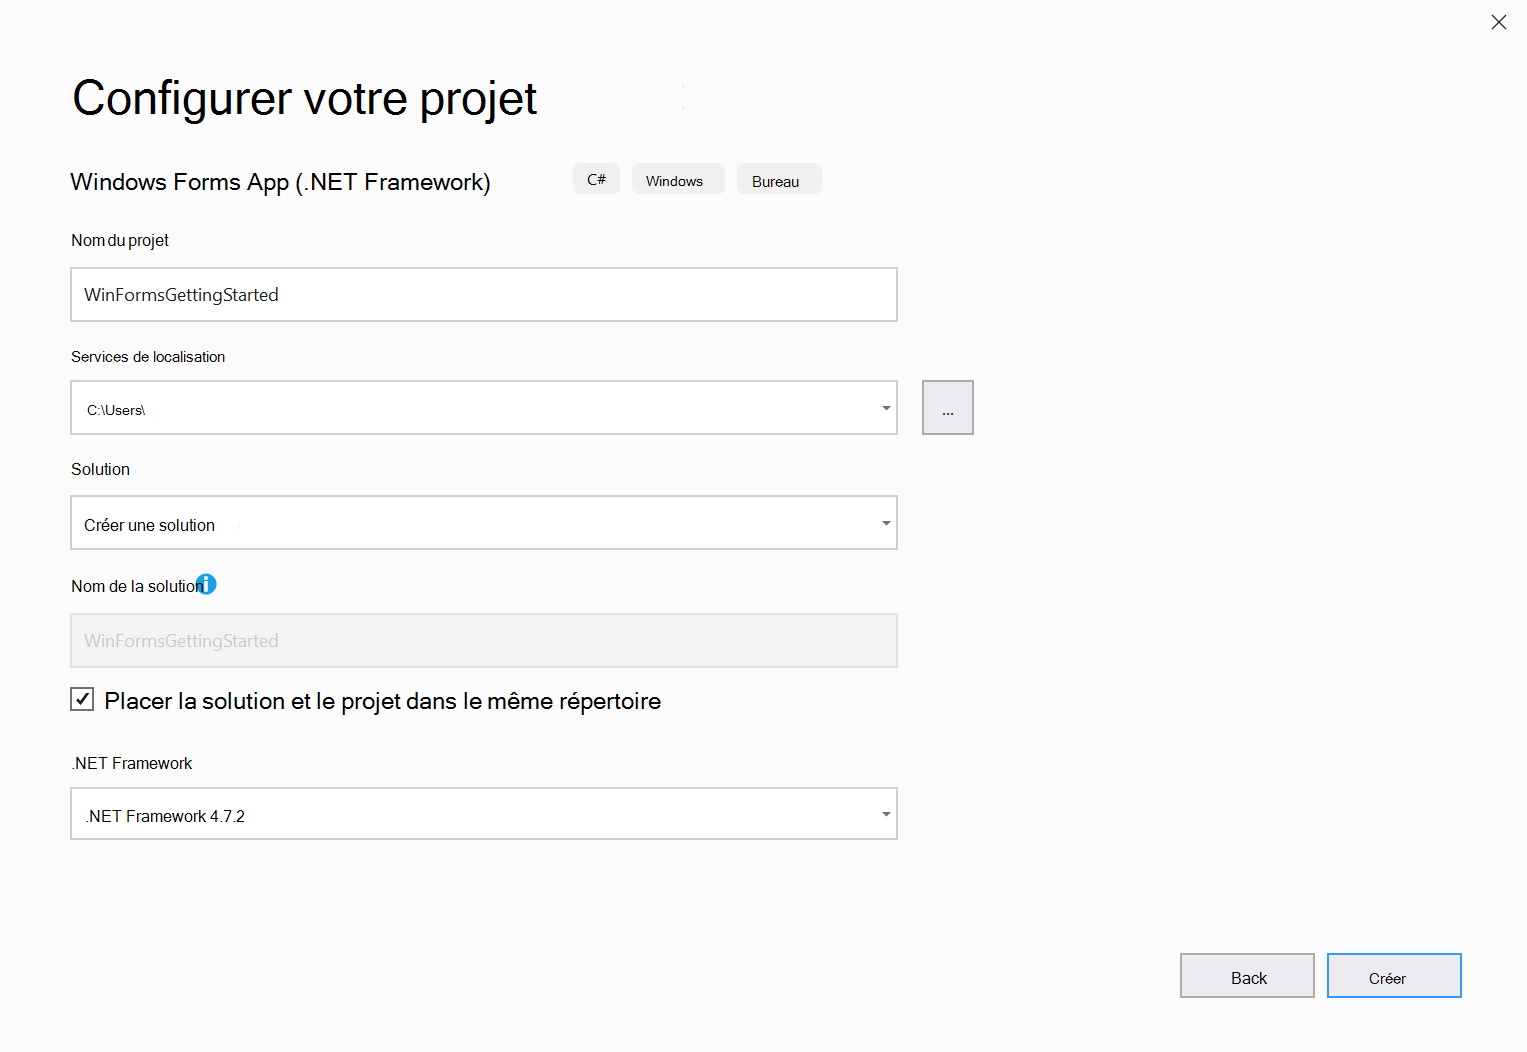 Configurer votre projet
Windows Forms App (.NET Framework) C# Windows Bureau
Nom du projet
WinFormsGettingStarted
Services de localisation
C:\Users\
...
Solution
Créer une solution
Nom de la solution
WinFormsGettingStarted
Placer la solution et le projet dans le même répertoire
.NET Framework
.NET Framework 4.7.2
Back Créer